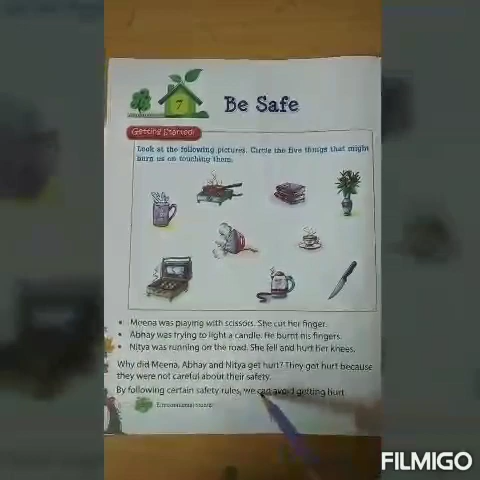 7
Be Safe
Getting Started!
Look at the following pictures. Circle the five things that might
burn us on touching them.
• Meena was playing with scissors. She cut her finger.
• Abhay was trying to light a candle. He burnt his fingers.
• Nitya was running on the road. She fell and hurt her knees.
Why did Meena, Abhay and Nitya get hurt? They got hurt because
they were not careful about their safety.
By following certain safety rules, we can avoid getting hurt
FILMIGO